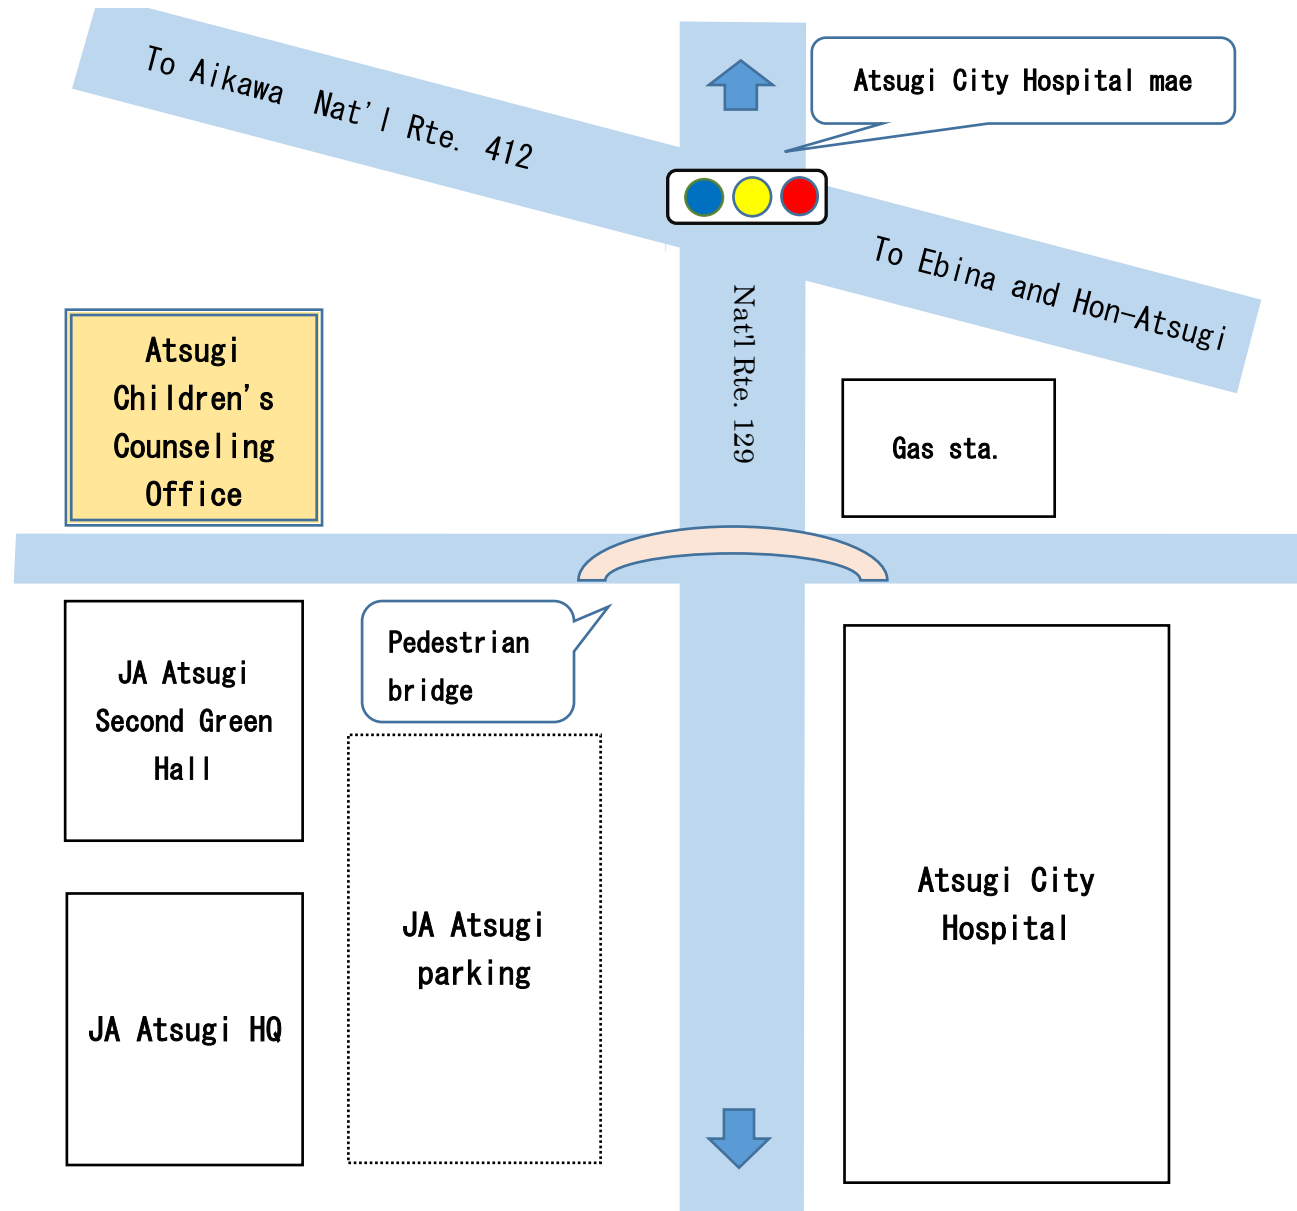 To Aikawa  Nat'l Rte. 412
Atsugi City Hospital mae
To Ebina and Hon-Atsugi
Nat'l Rte. 129
Atsugi
Children's
Counseling
Office
Gas sta.
Pedestrian
bridge
JA Atsugi
Second Green
Hall
JA Atsugi
parking
Atsugi City
Hospital
JA Atsugi HQ